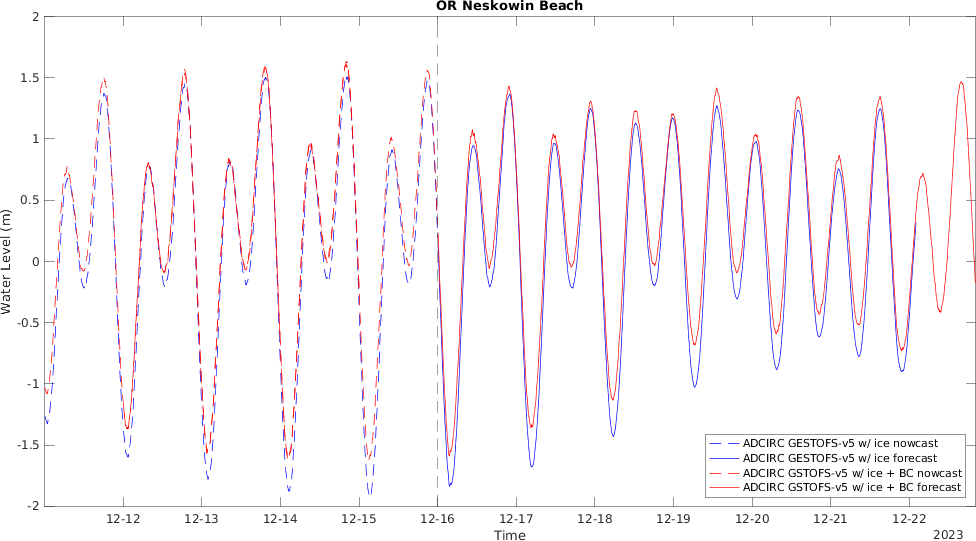 OR Neskowin Beach
2
1.5
1
0.5
0
-0.5
-1
-1.5
-2
Water Level (m)
ADCIRC GESTOFS-v5 w/ ice nowcast
ADCIRC GESTOFS-v5 w/ ice forecast
ADCIRC GSTOFS-v5 w/ ice + BC nowcast
ADCIRC GSTOFS-v5 w/ ice + BC forecast
12-12 12-13 12-14 12-15 12-16 12-17 12-18 12-19 12-20 12-21 12-22
Time
2023